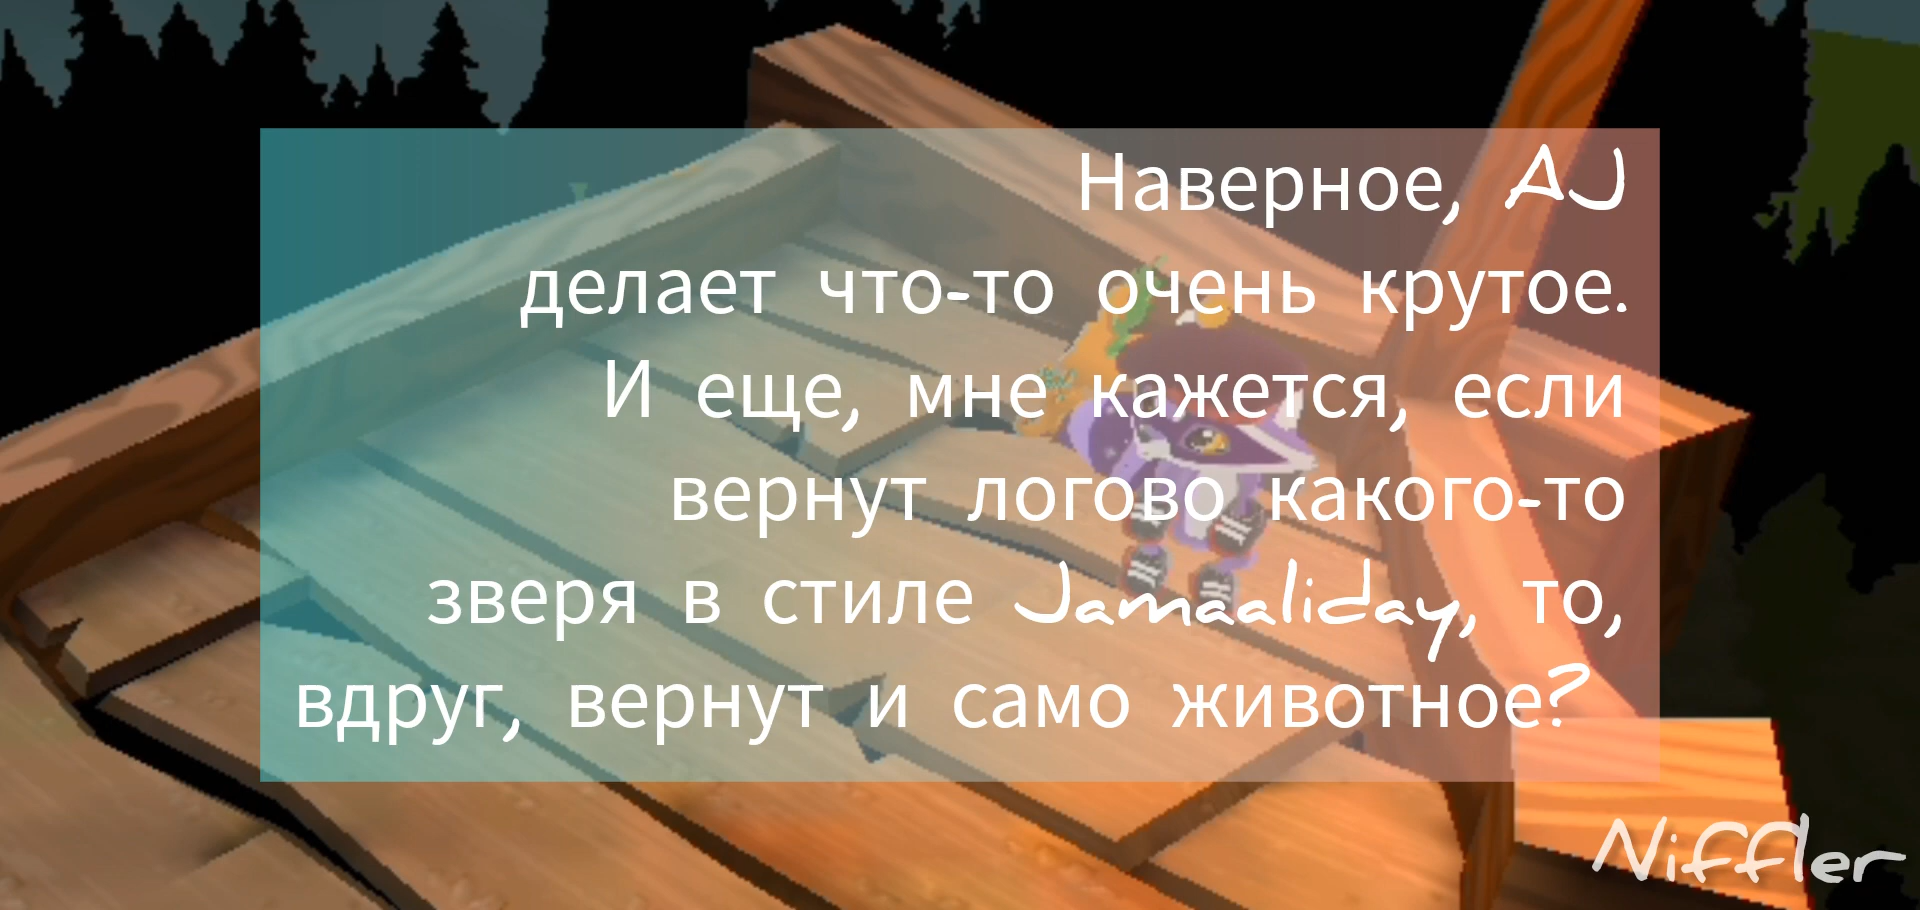 Наверное, AJ
делает что-то очень крутое.
И еще, мне кажется, если
вернут логово какого-то
зверя в стиле Jamaaliday, то,
вдруг, вернут и само животное?
Niffler